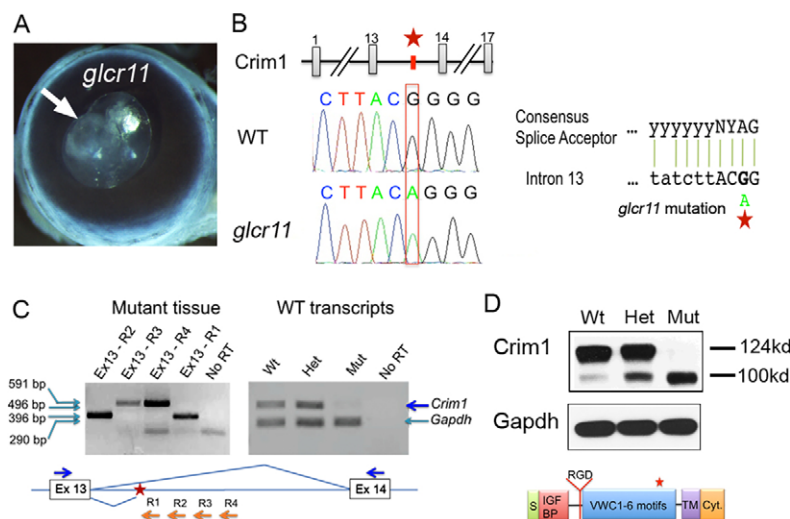 A
glcr11
B
1 13 14 17
Crim1
C T T A C G G G G
WT
C T T A C A G G G
glcr11
Consensus
Splice Acceptor
... yyyyyyNYAG
Intron 13 ... tatcttACGG
A
glcr11 mutation
C
Mutant tissue
Ex13 - R2
Ex13 - R3
Ex13 - R4
Ex13 - R1
No RT
591 bp
496 bp
396 bp
290 bp
WT transcripts
Wt
Het
Mut
No RT
Crim1
Gapdh
Ex 13
R1 R2 R3 R4
Ex 14
D
Wt Het Mut
Crim1
124kd
100kd
Gapdh
RGD
S IGF BP VWC1-6 motifs TM Cyt.